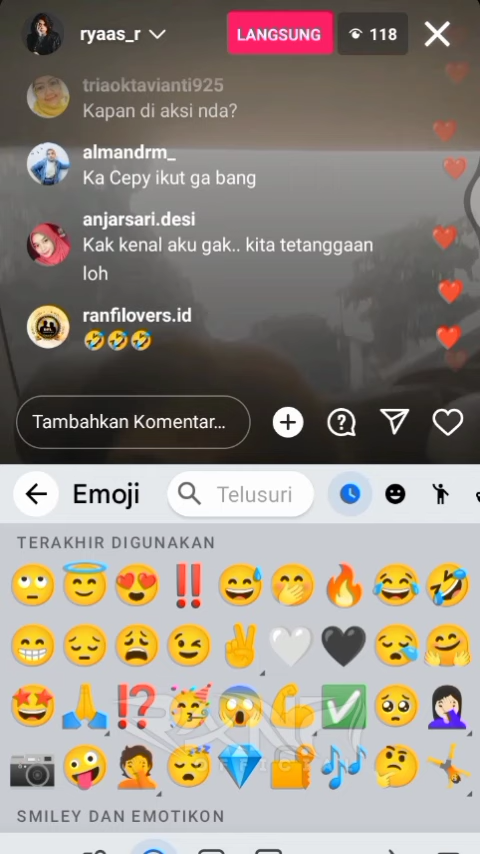 ryaas_r
LANGSUNG
118
triaoktavianti925
Kapan di aksi nda?
almandrm_
Ka Cepy ikut ga bang
anjarsari.desi
Kak kenal aku gak.. kita tetanggaan
loh
ranfilovers.id
🤣🤣🤣
Tambahkan Komentar...
Emoji
Telusuri
TERAKHIR DIGUNAKAN
SMILEY DAN EMOTIKON